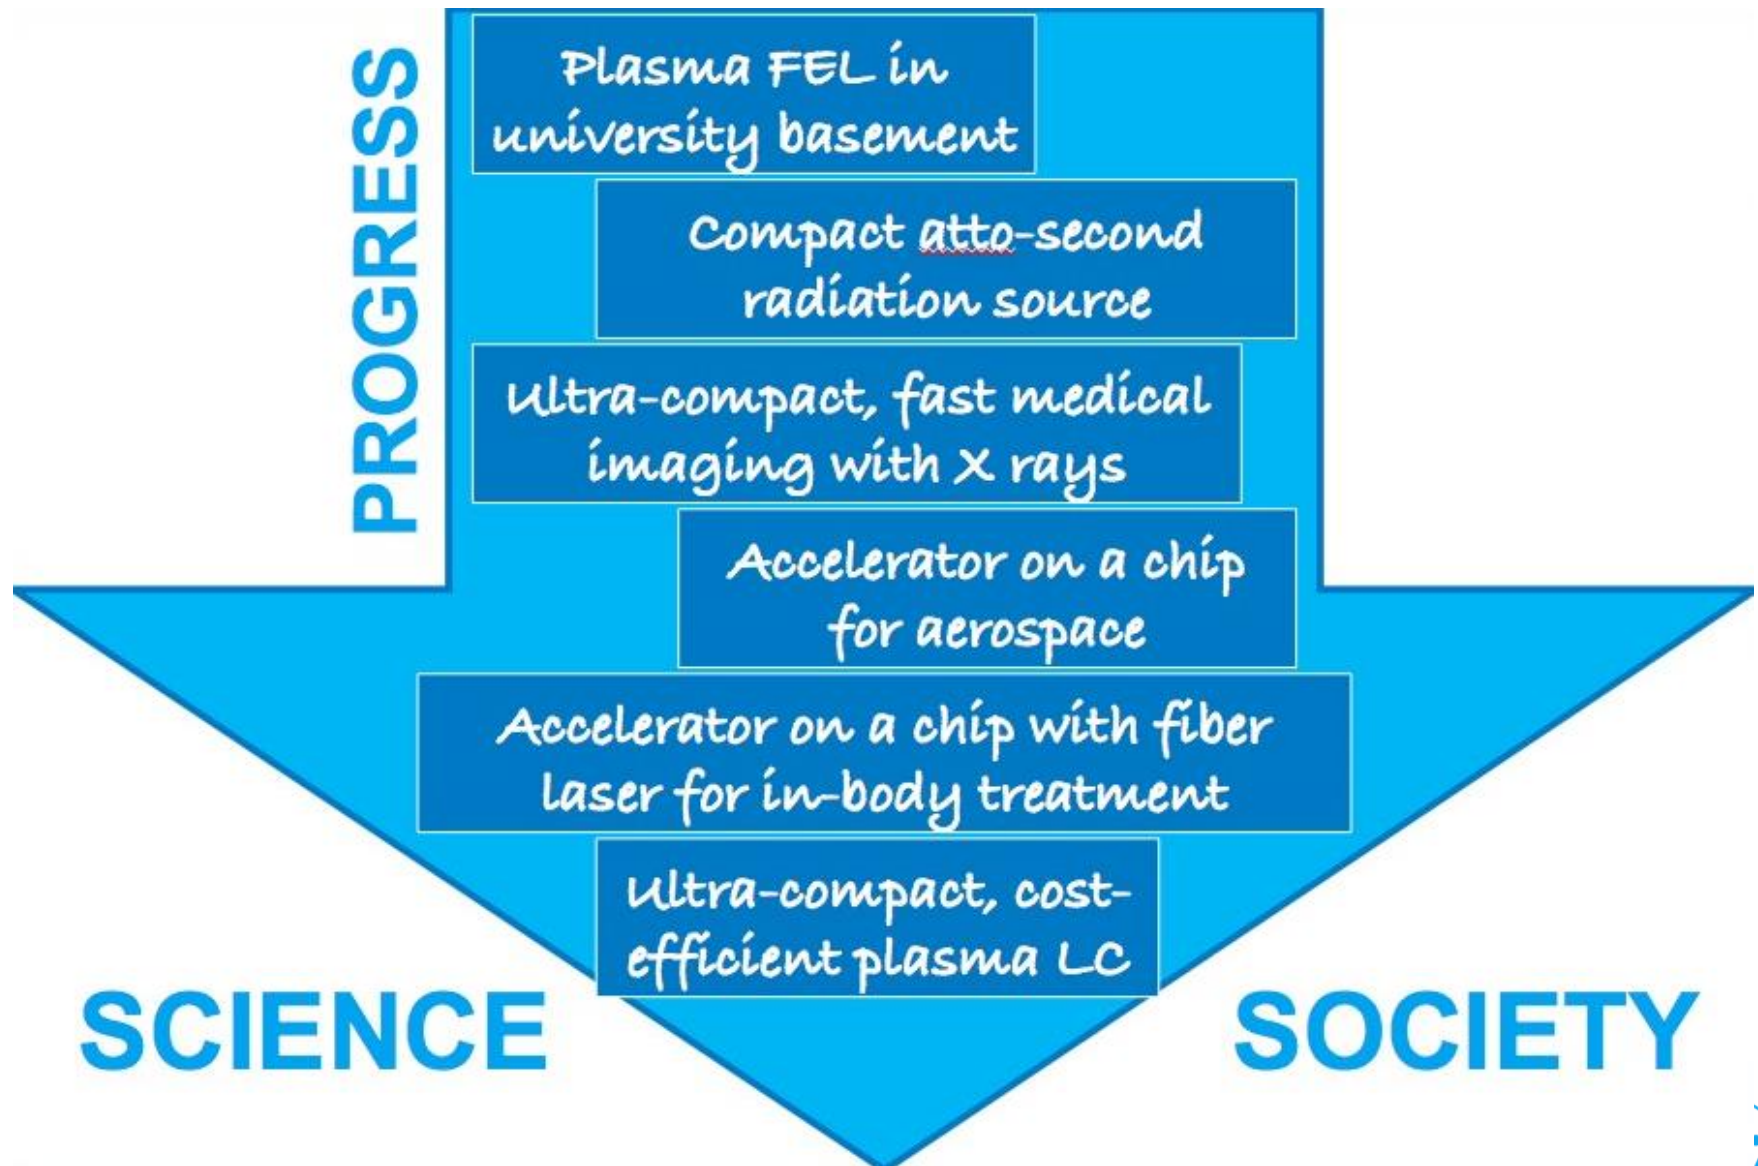 PROGRESS
Plasma FEL in
university basement
Compact atto-second
radiation source
Ultra-compact, fast medical
imaging with X rays
Accelerator on a chip
for aerospace
Accelerator on a chip with fiber
laser for in-body treatment
Ultra-compact, cost-
efficient plasma LC
SCIENCE
SOCIETY